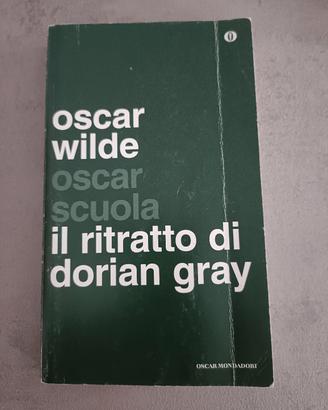 oscar
wilde
oscar
scuola
il ritratto di
dorian gray
OSCAR MONDADORI